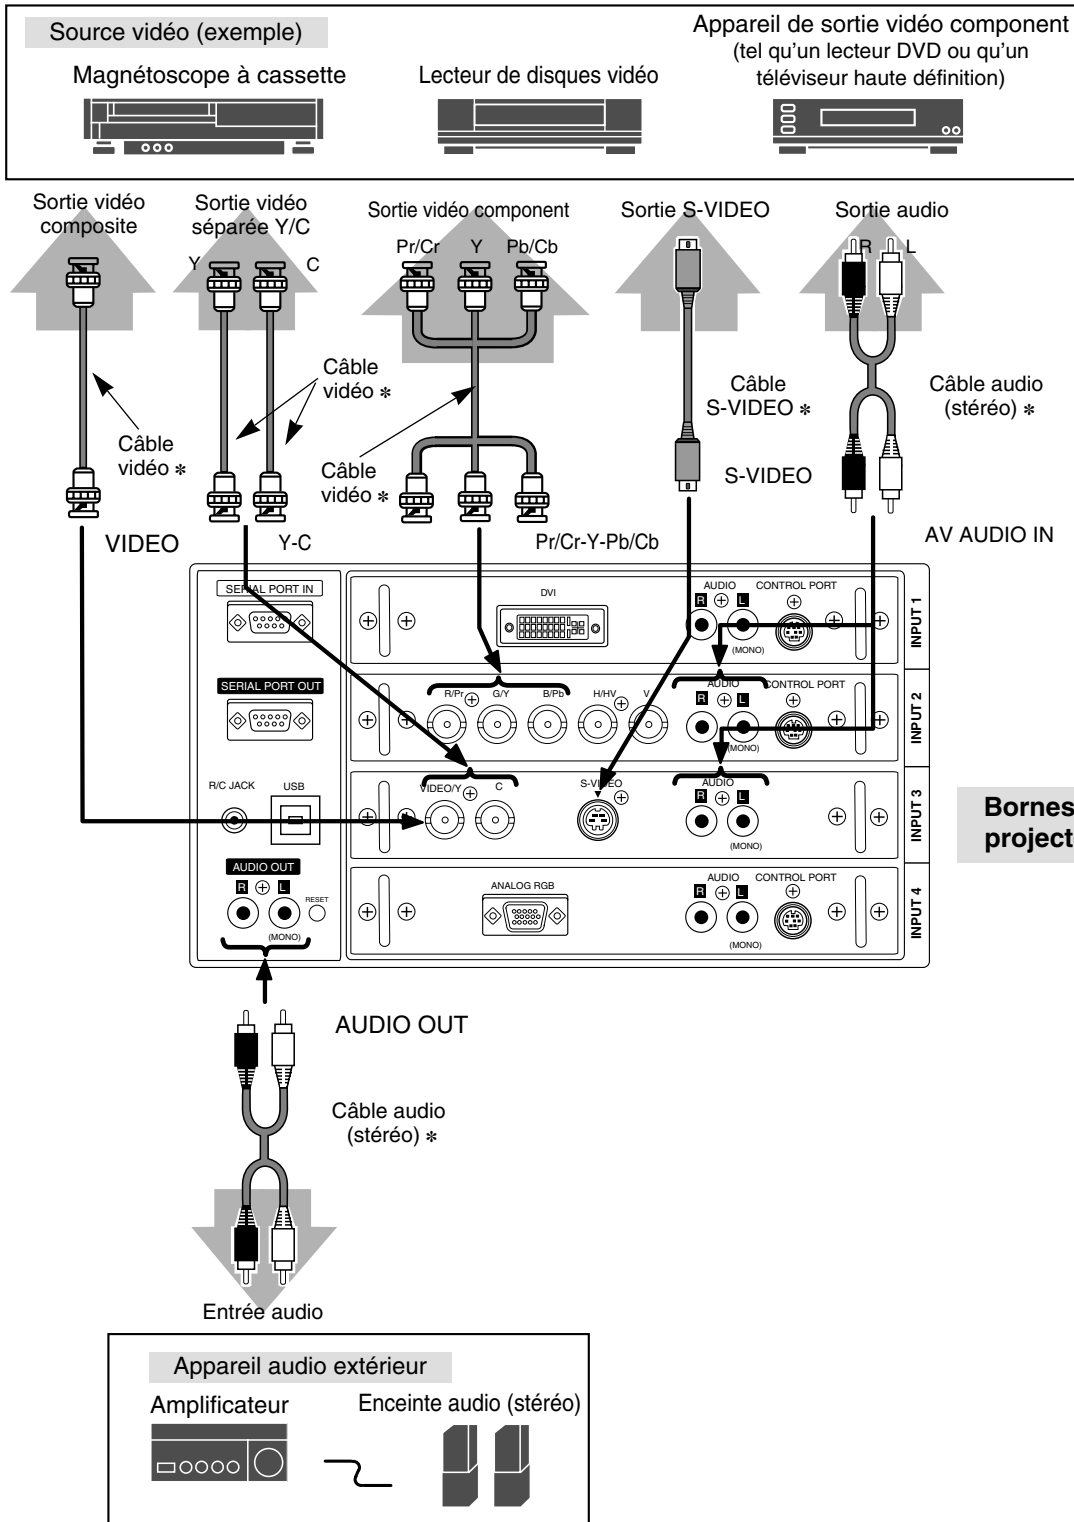 Source vidéo (exemple)
Magnétoscope à cassette
Lecteur de disques vidéo
Appareil de sortie vidéo component
(tel qu'un lecteur DVD ou qu'un
téléviseur haute définition)
Sortie vidéo
composite
Sortie vidéo
séparée Y/C
Y
C
Sortie vidéo component
Pr/Cr Y Pb/Cb
Sortie S-VIDEO
Sortie audio
R L
Câble
vidéo *
Câble
vidéo *
Câble
vidéo *
Câble
S-VIDEO *
Câble audio
(stéréo) *
S-VIDEO
VIDEO
Y-C
Pr/Cr-Y-Pb/Cb
AV AUDIO IN
SERIAL PORT IN
SERIAL PORT OUT
R/C JACK
USB
AUDIO OUT
R L
RESET
(MONO)
DVI
AUDIO
R L
(MONO)
CONTROL PORT
INPUT 1
R/Pr G/Y B/Pb H/HV V
AUDIO
R L
(MONO)
CONTROL PORT
INPUT 2
VIDEO/Y C
S-VIDEO
AUDIO
R L
(MONO)
INPUT 3
ANALOG RGB
AUDIO
R L
(MONO)
CONTROL PORT
INPUT 4
Bornes
AUDIO OUT
Câble audio
(stéréo) *
Entrée audio
Appareil audio extérieur
Amplificateur
Enceinte audio (stéréo)